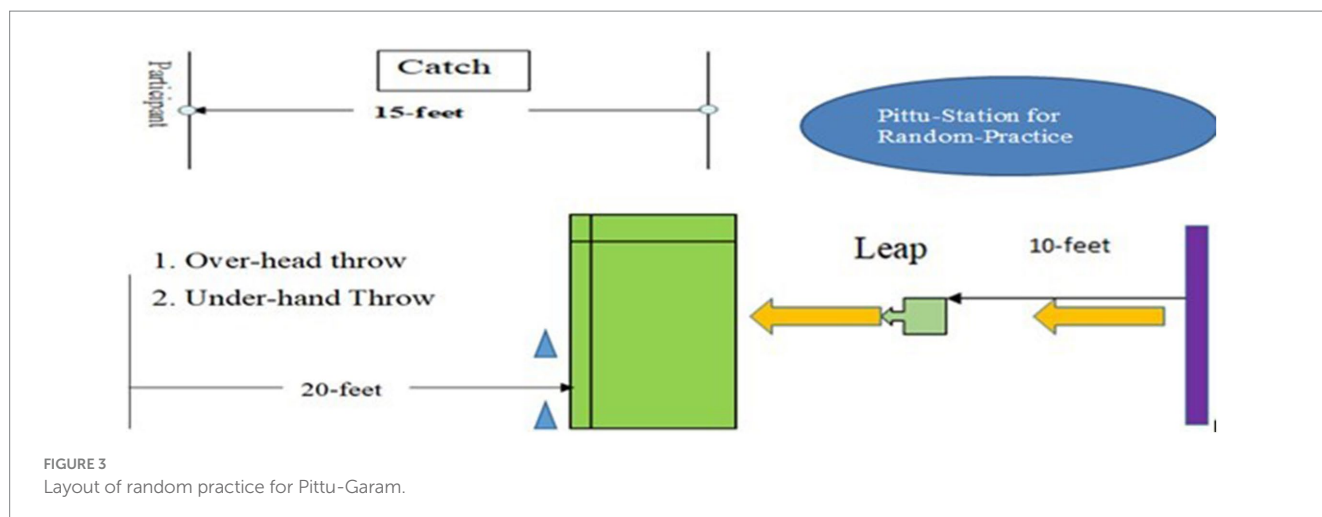 Participant
Catch
15-feet
Pittu-Station for
Random-Practice
1. Over-head throw
2. Under-hand Throw
20-feet
Leap
10-feet
FIGURE 3
Layout of random practice for Pittu-Garam.